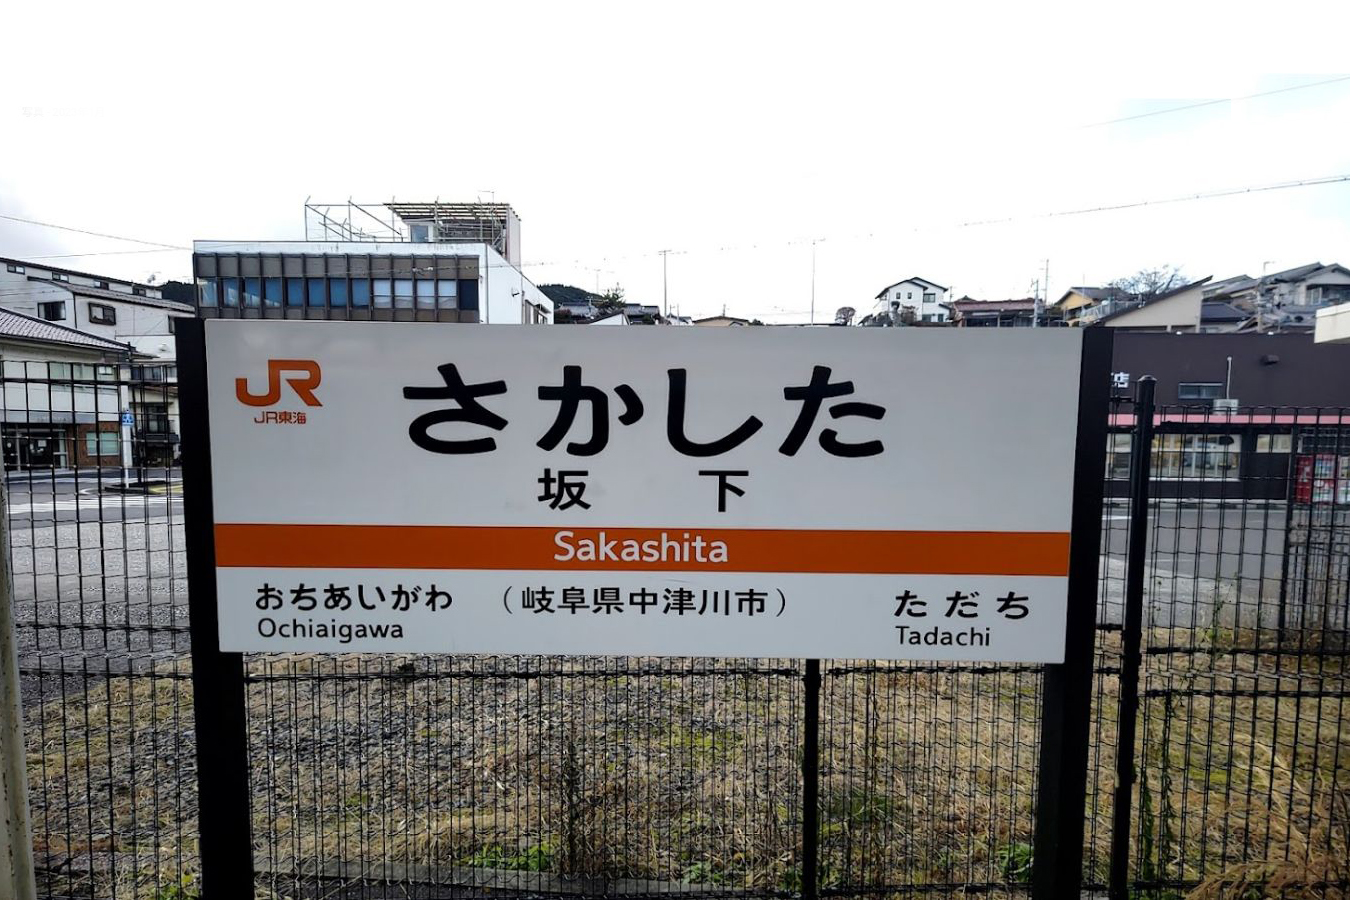 JR
JR東海
さかした
坂下
Sakashita
おちあいがわ
Ochiaigawa
（岐阜県中津川市）
ただち
Tadachi
店